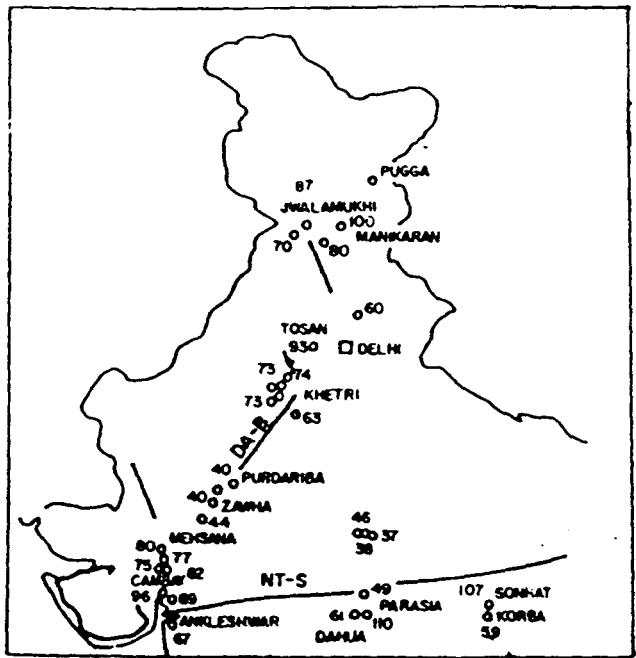 PUGGA
87
JWALAMUKHI
100
MANIKARAN
70
80
60
TOSAN
93
DELHI
73
74
73
KHETRI
63
DA-B
40
PURDARIBA
40
ZAWHA
44
46
37
38
MEHSANA
80
77
75
82
CAMBAY
96
89
NT-S
ANKLESHWAR
67
49
PARASIA
61
110
DAHUA
107
SONHAT
KORBA
59